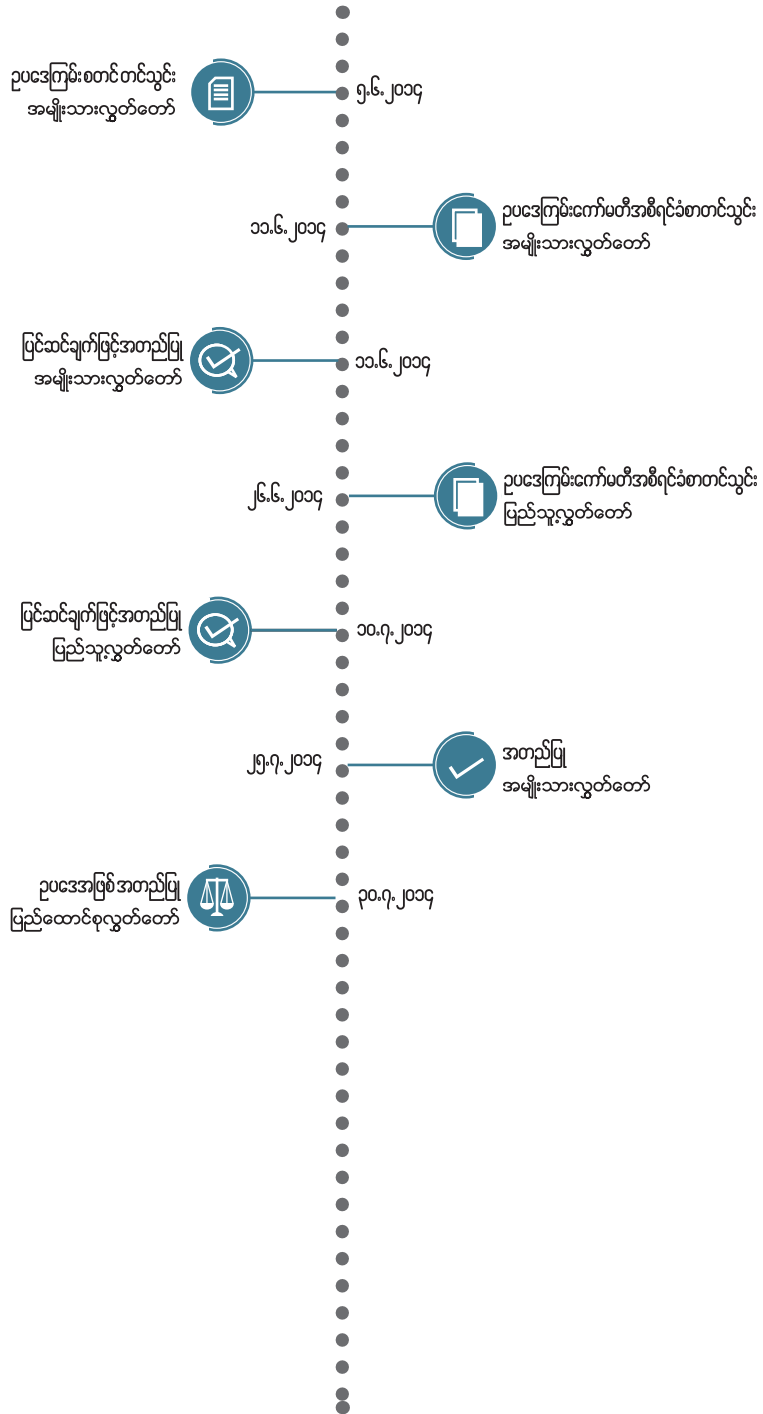 ဥပဒေကြမ်းစတင်တင်သွင်း
အမျိုးသားလွှတ်တော်
၅.၆.၂၀၁၄
ဥပဒေကြမ်းကော်မတီအစီရင်ခံစာတင်သွင်း
အမျိုးသားလွှတ်တော်
၁၁.၆.၂၀၁၄
ပြင်ဆင်ချက်ဖြင့်အတည်ပြု
အမျိုးသားလွှတ်တော်
၁၁.၆.၂၀၁၄
ဥပဒေကြမ်းကော်မတီအစီရင်ခံစာတင်သွင်း
ပြည်သူ့လွှတ်တော်
၂၆.၆.၂၀၁၄
ပြင်ဆင်ချက်ဖြင့်အတည်ပြု
ပြည်သူ့လွှတ်တော်
၁၀.၇.၂၀၁၄
အတည်ပြု
အမျိုးသားလွှတ်တော်
၂၅.၇.၂၀၁၄
ဥပဒေအဖြစ်အတည်ပြု
ပြည်ထောင်စုလွှတ်တော်
၃၀.၇.၂၀၁၄